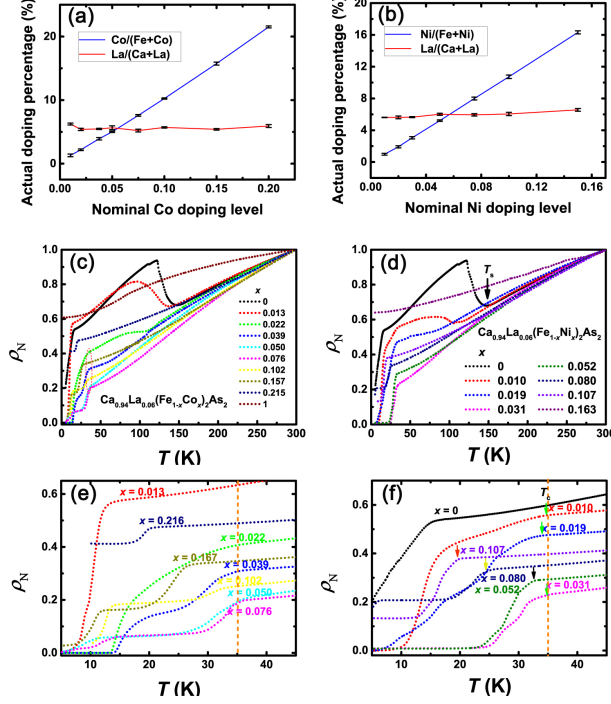 (a)
Actual doping percentage (%)
Co/(Fe+Co)
La/(Ca+La)
25
20
15
10
5
0
0.00 0.05 0.10 0.15 0.20
Nominal Co doping level
(b)
Actual doping percentage (%)
Ni/(Fe+Ni)
La/(Ca+La)
20
16
12
8
4
0
0.00 0.04 0.08 0.12 0.16
Nominal Ni doping level
(c)
ρN
1.0
0.8
0.6
0.4
0.2
0.0
x
0
0.013
0.022
0.039
0.050
0.076
0.102
0.157
0.215
1
Ca0.94La0.06(Fe1-xCox)2As2
0 50 100 150 200 250 300
T (K)
(d)
ρN
1.0
0.8
0.6
0.4
0.2
0.0
Ts
Ca0.94La0.06(Fe1-xNix)2As2
x
0
0.010
0.019
0.031
0.052
0.080
0.107
0.163
0 50 100 150 200 250 300
T (K)
(e)
ρN
0.6
0.4
0.2
0.0
x = 0.013
x = 0.216
x = 0.022
x = 0.167
x = 0.039
x = 0.102
x = 0.050
x = 0.076
10 20 30 40
T (K)
(f)
ρN
0.6
0.4
0.2
0.0
Tc
x = 0
x = 0.010
x = 0.019
x = 0.107
x = 0.080
x = 0.052
x = 0.031
10 20 30 40
T (K)